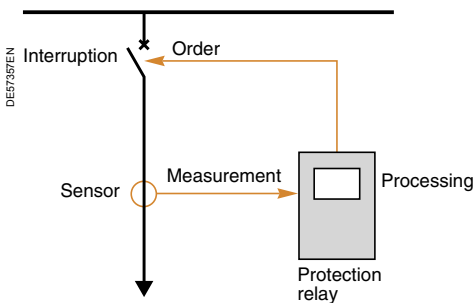 DE57357EN
Interruption
Order
Sensor
Measurement
Processing
Protection
relay